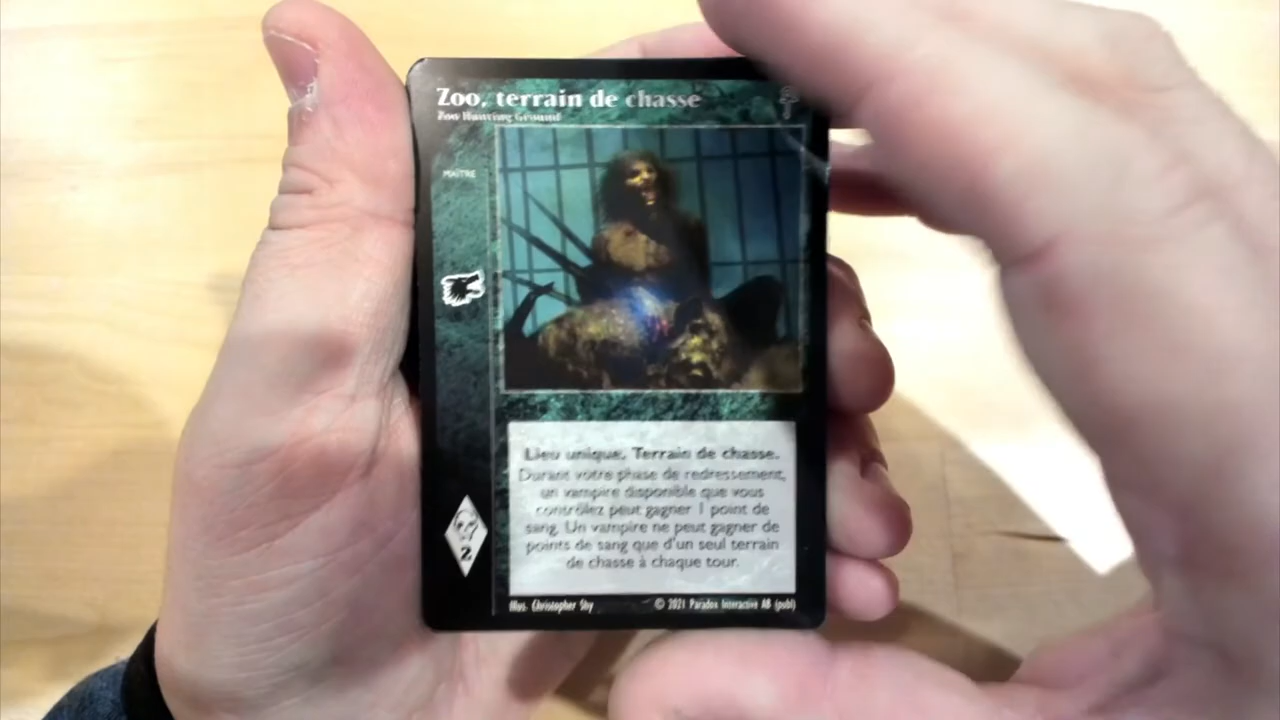 Zoo, terrain de chasse
Zoo Hunting Ground
MAÎTRE
Lieu unique. Terrain de chasse.
Durant votre phase de redressement,
un vampire disponible que vous
contrôlez peut gagner 1 point de
sang. Un vampire ne peut gagner de
points de sang que d'un seul terrain
de chasse à chaque tour.
2
Illus. Christopher Shy
© 2021 Paradox Interactive AB (publ)